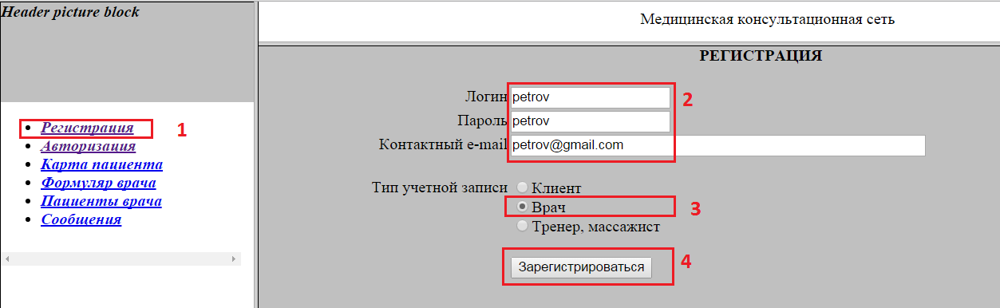 Header picture block
Регистрация 1
Авторизация
Карта пациента
Формуляр врача
Пациенты врача
Сообщения
Медицинская консультационная сеть
РЕГИСТРАЦИЯ
Логин petrov 2
Пароль petrov
Контактный e-mail petrov@gmail.com
Тип учетной записи Клиент
Врач 3
Тренер, массажист
Зарегистрироваться 4